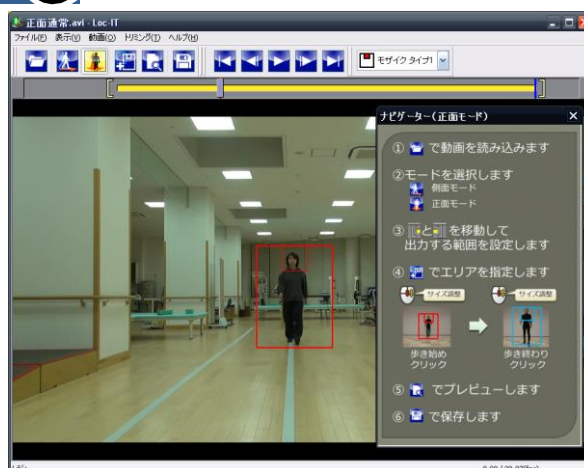 正面通常.avi - Loc-IT
ファイル(F) 表示(V) 動画(O) トリミング(T) ヘルプ(H)
モザイク タイプ1
ナビゲーター(正面モード)
① で動画を読み込みます
②モードを選択します
側面モード
正面モード
③ と を移動して
出力する範囲を設定します
④ でエリアを指定します
サイズ調整 サイズ調整
歩き始め 歩き終わり
クリック クリック
⑤ でプレビューします
⑥ で保存します